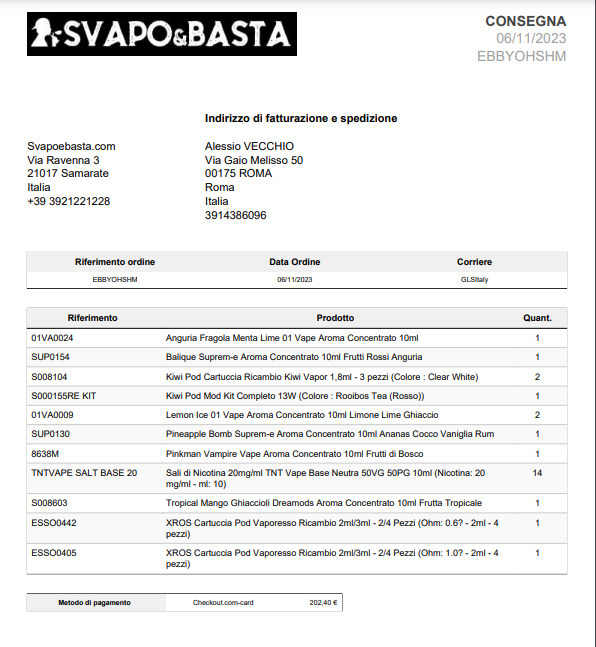 SVAPO&BASTA
CONSEGNA
06/11/2023
EBBYOHSHM
Indirizzo di fatturazione e spedizione
Svapoebasta.com
Via Ravenna 3
21017 Samarate
Italia
+39 3921221228
Alessio VECCHIO
Via Gaio Melisso 50
00175 ROMA
Roma
Italia
3914386096
Riferimento ordine Data Ordine Corriere
EBBYOHSHM 06/11/2023 GLSItaly
Riferimento Prodotto Quant.
01VA0024 Anguria Fragola Menta Lime 01 Vape Aroma Concentrato 10ml 1
SUP0154 Balique Suprem-e Aroma Concentrato 10ml Frutti Rossi Anguria 1
S008104 Kiwi Pod Cartuccia Ricambio Kiwi Vapor 1,8ml - 3 pezzi (Colore : Clear White) 2
S000155RE KIT Kiwi Pod Mod Kit Completo 13W (Colore : Rooibos Tea (Rosso)) 1
01VA0009 Lemon Ice 01 Vape Aroma Concentrato 10ml Limone Lime Ghiaccio 2
SUP0130 Pineapple Bomb Suprem-e Aroma Concentrato 10ml Ananas Cocco Vaniglia Rum 1
8638M Pinkman Vampire Vape Aroma Concentrato 10ml Frutti di Bosco 1
TNTVAPE SALT BASE 20 Sali di Nicotina 20mg/ml TNT Vape Base Neutra 50VG 50PG 10ml (Nicotina: 20 14
mg/ml - ml: 10)
S008603 Tropical Mango Ghiaccioli Dreamods Aroma Concentrato 10ml Frutta Tropicale 1
ESSO0442 XROS Cartuccia Pod Vaporesso Ricambio 2ml/3ml - 2/4 Pezzi (Ohm: 0.6? - 2ml - 4 1
pezzi)
ESSO0405 XROS Cartuccia Pod Vaporesso Ricambio 2ml/3ml - 2/4 Pezzi (Ohm: 1.0? - 2ml - 4 1
pezzi)
Metodo di pagamento Checkout.com-card 202,40 €